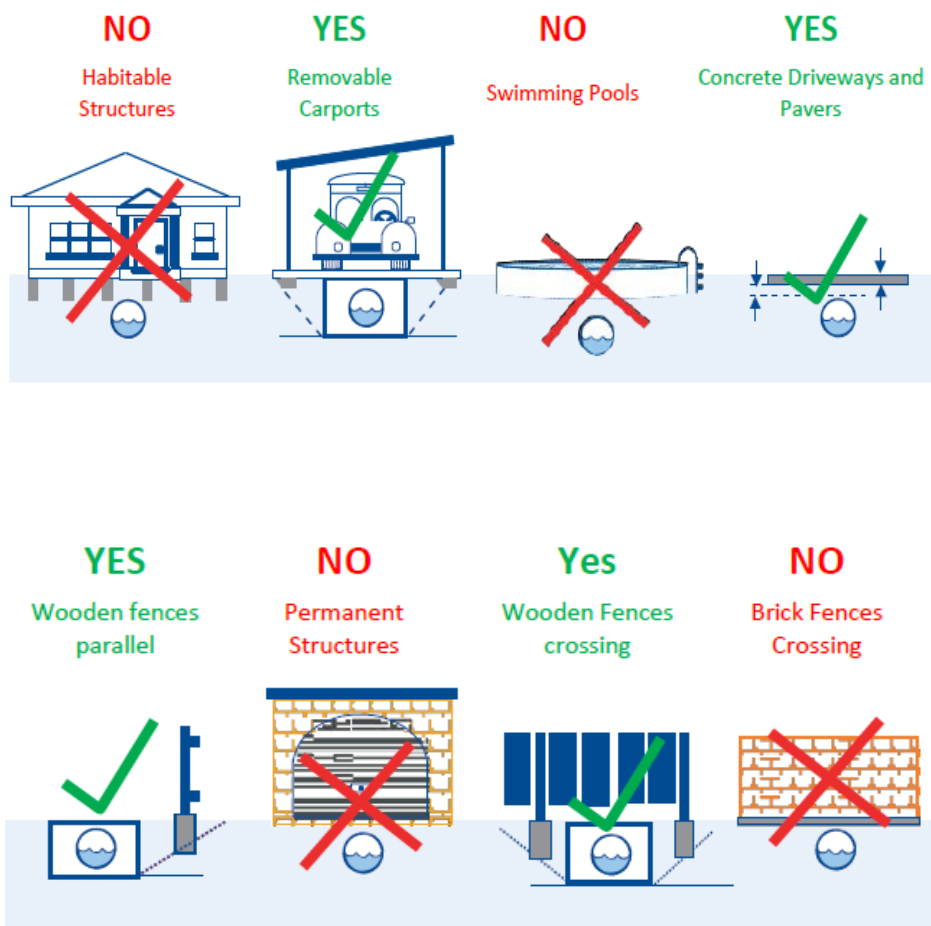 NO
Habitable
Structures
YES
Removable
Carports
NO
Swimming Pools
YES
Concrete Driveways and
Pavers
YES
Wooden fences
parallel
NO
Permanent
Structures
Yes
Wooden Fences
crossing
NO
Brick Fences
Crossing